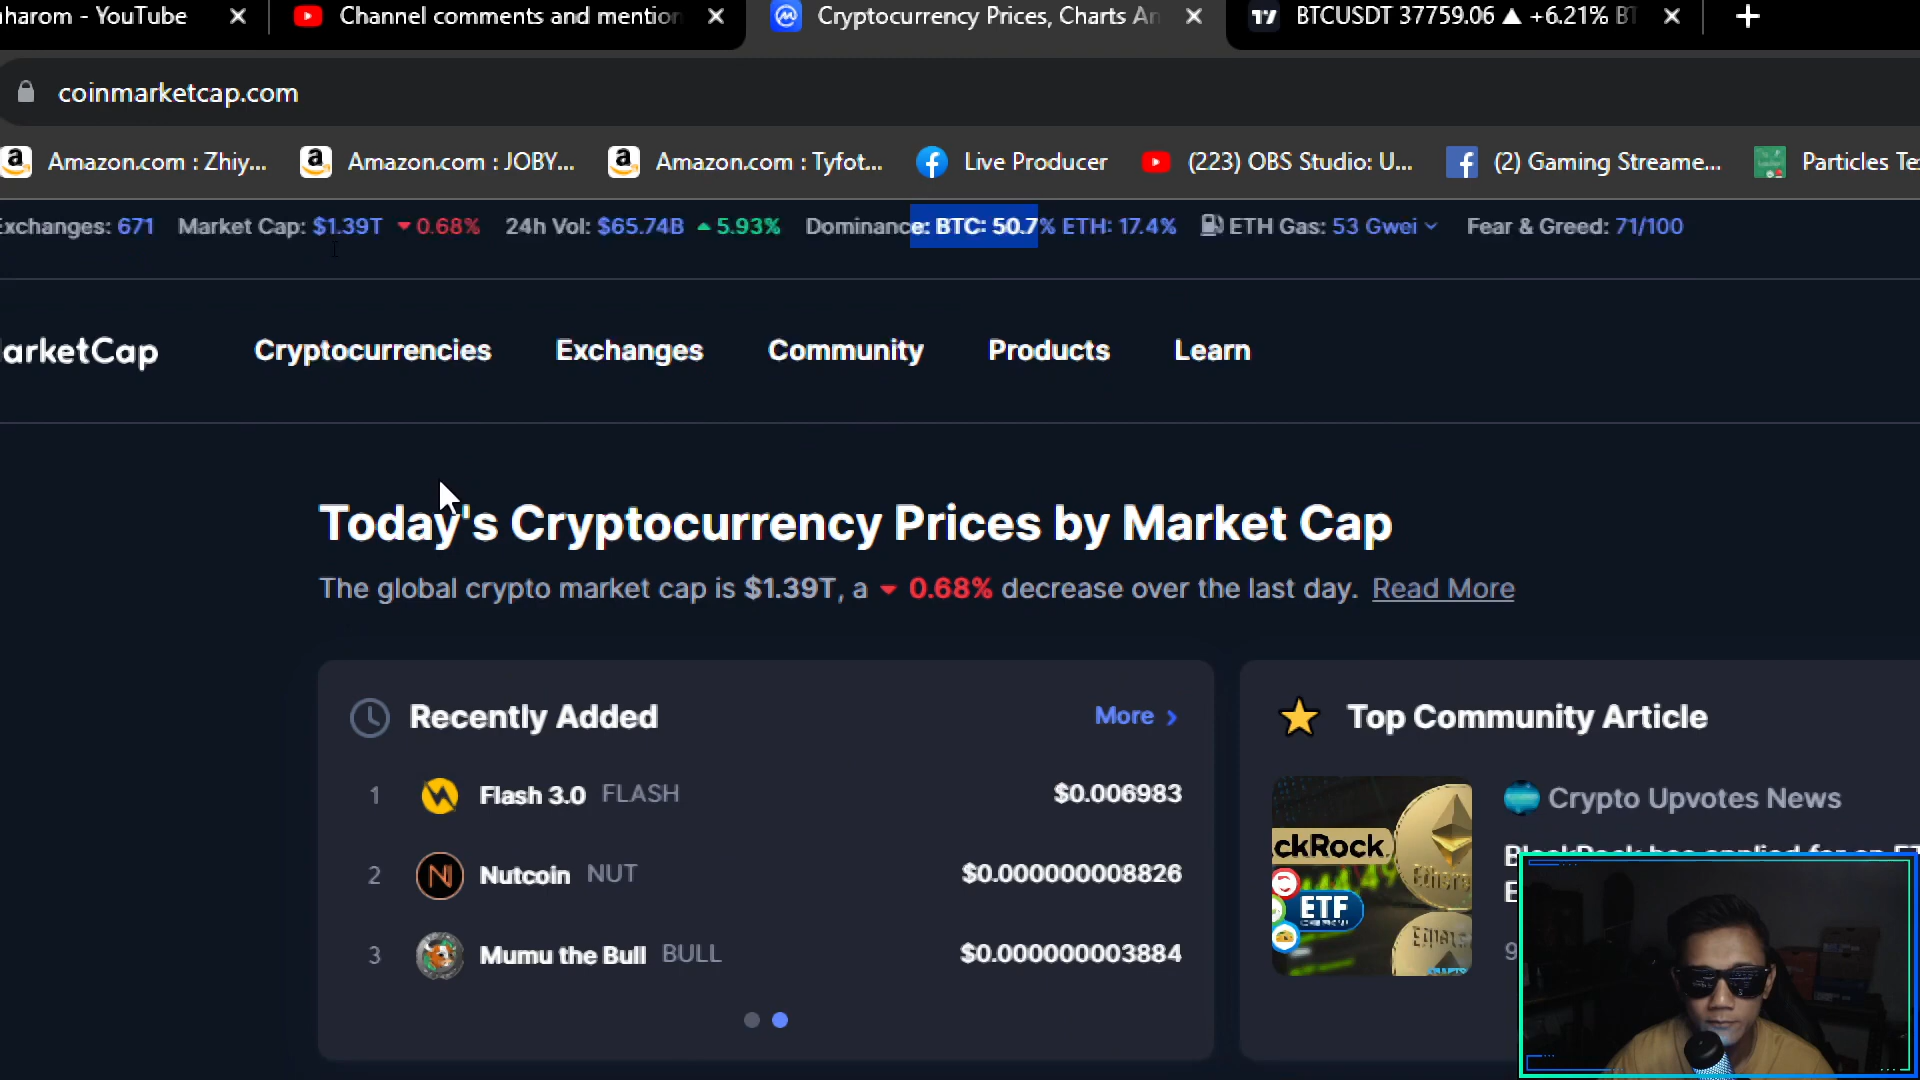 haram - YouTube
Channel comments and mention
Cryptocurrency Prices, Charts An
BTCUSDT 37759.06 ▲ +6.21% BT
coinmarketcap.com
Amazon.com : Zhiy...
Amazon.com : JOBY...
Amazon.com : Tyfot...
Live Producer
(223) OBS Studio: U...
(2) Gaming Streame...
Particles Te
Exchanges: 671 Market Cap: $1.39T 0.68% 24h Vol: $65.74B 5.93% Dominance: BTC: 50.7% ETH: 17.4% ETH Gas: 53 Gwei Fear & Greed: 71/100
arketCap
Cryptocurrencies
Exchanges
Community
Products
Learn
Today's Cryptocurrency Prices by Market Cap
The global crypto market cap is $1.39T, a 0.68% decrease over the last day. Read More
Recently Added
More >
1 Flash 3.0 FLASH $0.006983
2 Nutcoin NUT $0.000000008826
3 Mumu the Bull BULL $0.000000003884
Top Community Article
Crypto Upvotes News
ckRock
ETF